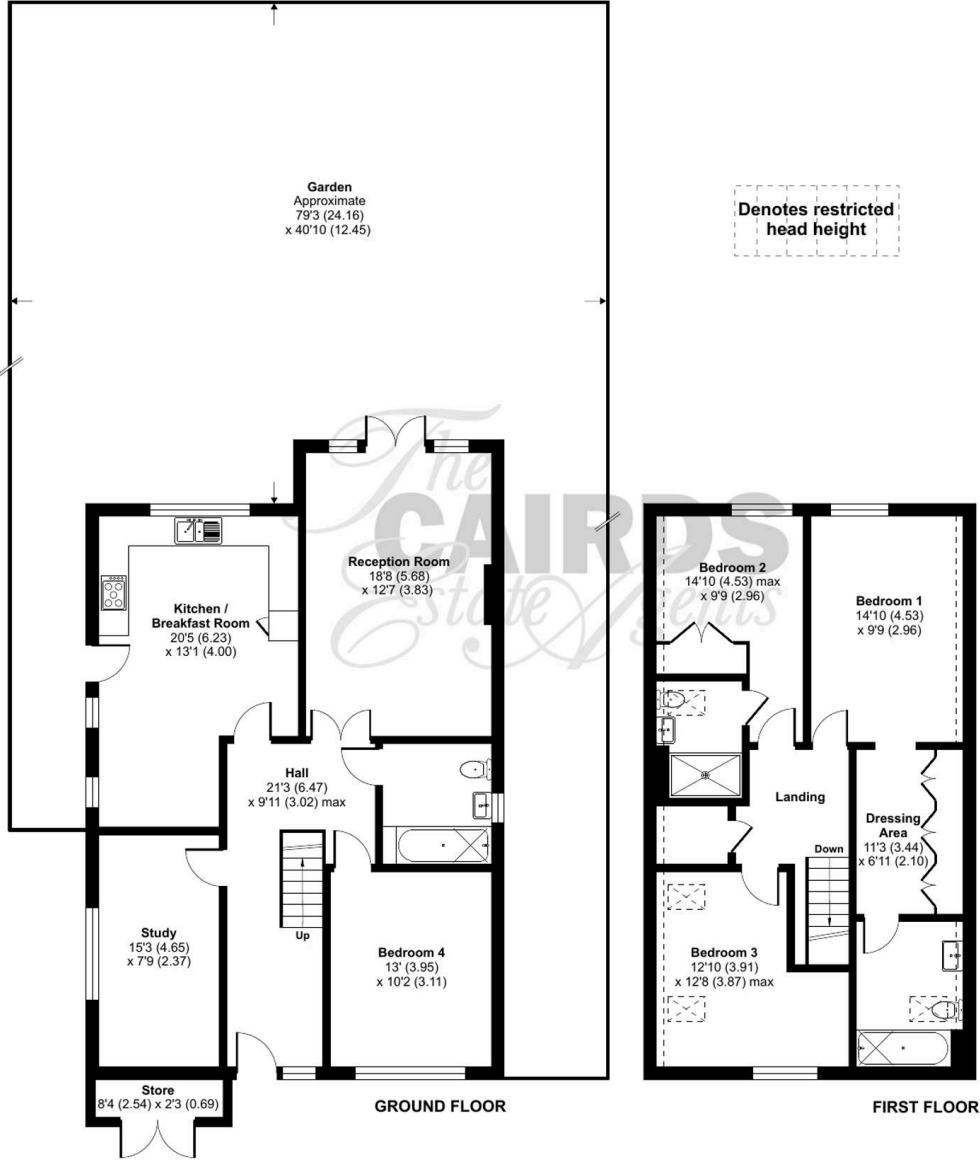 Garden
Approximate
79'3 (24.16)
x 40'10 (12.45)
Denotes restricted
head height
The
CAIRDS
Estate Agents
Reception Room
18'8 (5.68)
x 12'7 (3.83)
Kitchen /
Breakfast Room
20'5 (6.23)
x 13'1 (4.00)
Hall
21'3 (6.47)
x 9'11 (3.02) max
Up
Study
15'3 (4.65)
x 7'9 (2.37)
Bedroom 4
13' (3.95)
x 10'2 (3.11)
Store
8'4 (2.54) x 2'3 (0.69)
GROUND FLOOR
Bedroom 2
14'10 (4.53) max
x 9'9 (2.96)
Bedroom 1
14'10 (4.53)
x 9'9 (2.96)
Landing
Down
Dressing
Area
11'3 (3.44)
x 6'11 (2.10)
Bedroom 3
12'10 (3.91)
x 12'8 (3.87) max
FIRST FLOOR